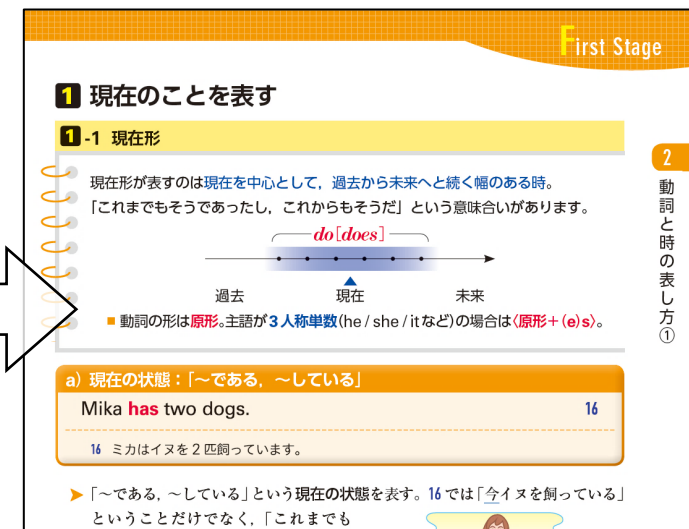 First Stage
1 現在のことを表す
1-1 現在形
現在形が表すのは現在を中心として，過去から未来へと続く幅のある時。
「これまでもそうであったし，これからもそうだ」という意味合いがあります。
do[does]
過去 現在 未来
■ 動詞の形は原形。主語が3人称単数(he / she / itなど)の場合は〈原形＋(e)s〉。
a) 現在の状態：「～である，～している」
Mika has two dogs. 16
16 ミカはイヌを2匹飼っています。
➤「～である，～している」という現在の状態を表す。16では「今イヌを飼っている」
ということだけでなく，「これまでも
2
動詞と時の表し方①